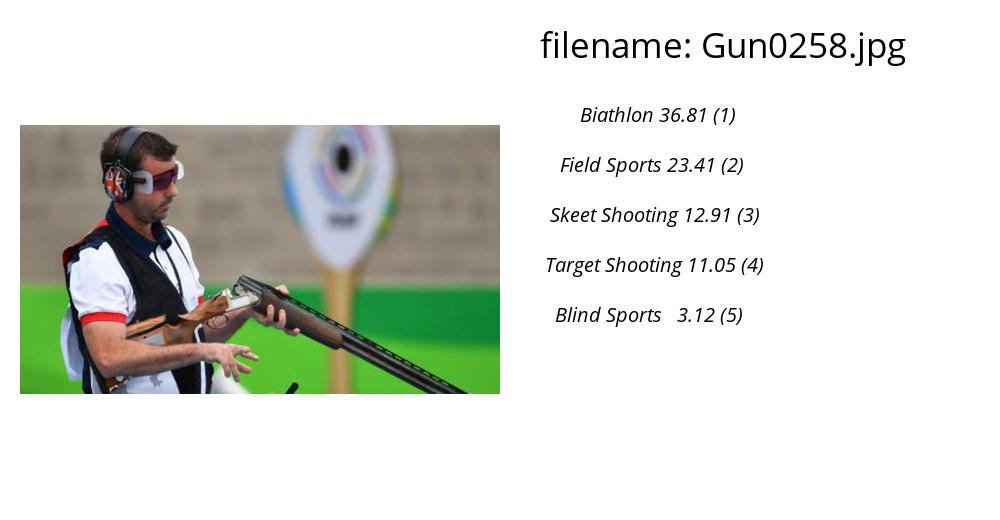 filename: Gun0258.jpg
Biathlon 36.81 (1)
Field Sports 23.41 (2)
Skeet Shooting 12.91 (3)
Target Shooting 11.05 (4)
Blind Sports 3.12 (5)